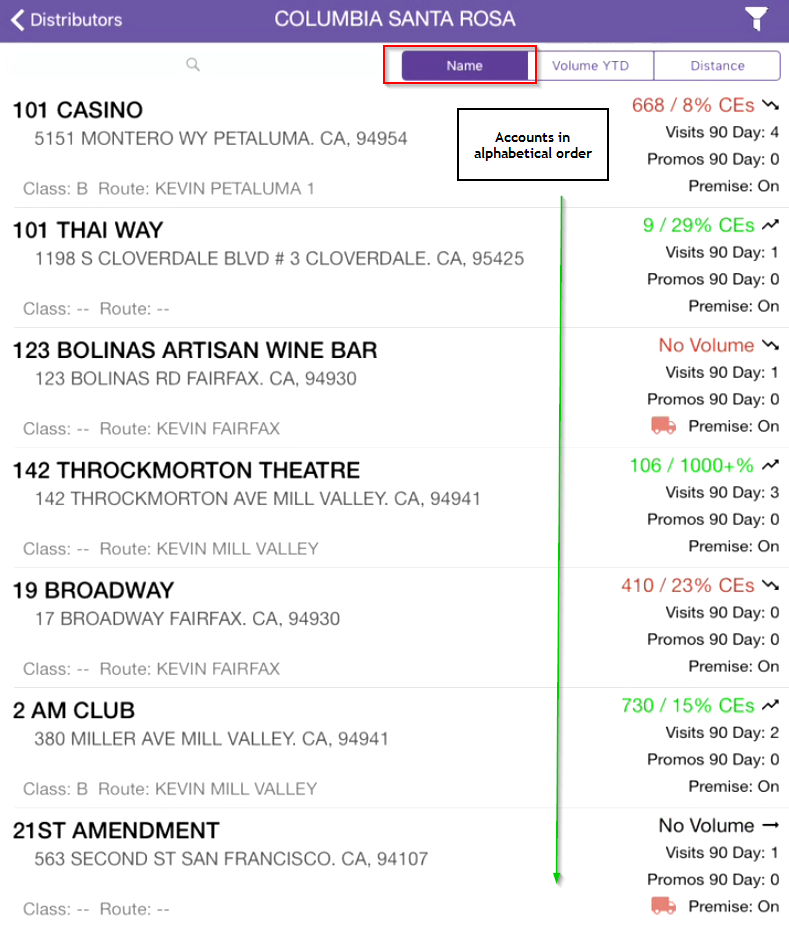 Distributors
COLUMBIA SANTA ROSA
Name
Volume YTD
Distance
Accounts in
alphabetical order
101 CASINO
668 / 8% CEs
5151 MONTERO WY PETALUMA. CA, 94954
Visits 90 Day: 4
Promos 90 Day: 0
Class: B Route: KEVIN PETALUMA 1
Premise: On
101 THAI WAY
9 / 29% CEs
1198 S CLOVERDALE BLVD # 3 CLOVERDALE. CA, 95425
Visits 90 Day: 1
Promos 90 Day: 0
Class: -- Route: --
Premise: On
123 BOLINAS ARTISAN WINE BAR
No Volume
123 BOLINAS RD FAIRFAX. CA, 94930
Visits 90 Day: 1
Promos 90 Day: 0
Class: -- Route: KEVIN FAIRFAX
Premise: On
142 THROCKMORTON THEATRE
106 / 1000+%
142 THROCKMORTON AVE MILL VALLEY. CA, 94941
Visits 90 Day: 3
Promos 90 Day: 0
Class: -- Route: KEVIN MILL VALLEY
Premise: On
19 BROADWAY
410 / 23% CEs
17 BROADWAY FAIRFAX. CA, 94930
Visits 90 Day: 0
Promos 90 Day: 0
Class: -- Route: KEVIN FAIRFAX
Premise: On
2 AM CLUB
730 / 15% CEs
380 MILLER AVE MILL VALLEY. CA, 94941
Visits 90 Day: 2
Promos 90 Day: 0
Class: B Route: KEVIN MILL VALLEY
Premise: On
21ST AMENDMENT
No Volume
563 SECOND ST SAN FRANCISCO. CA, 94107
Visits 90 Day: 1
Promos 90 Day: 0
Class: -- Route: --
Premise: On